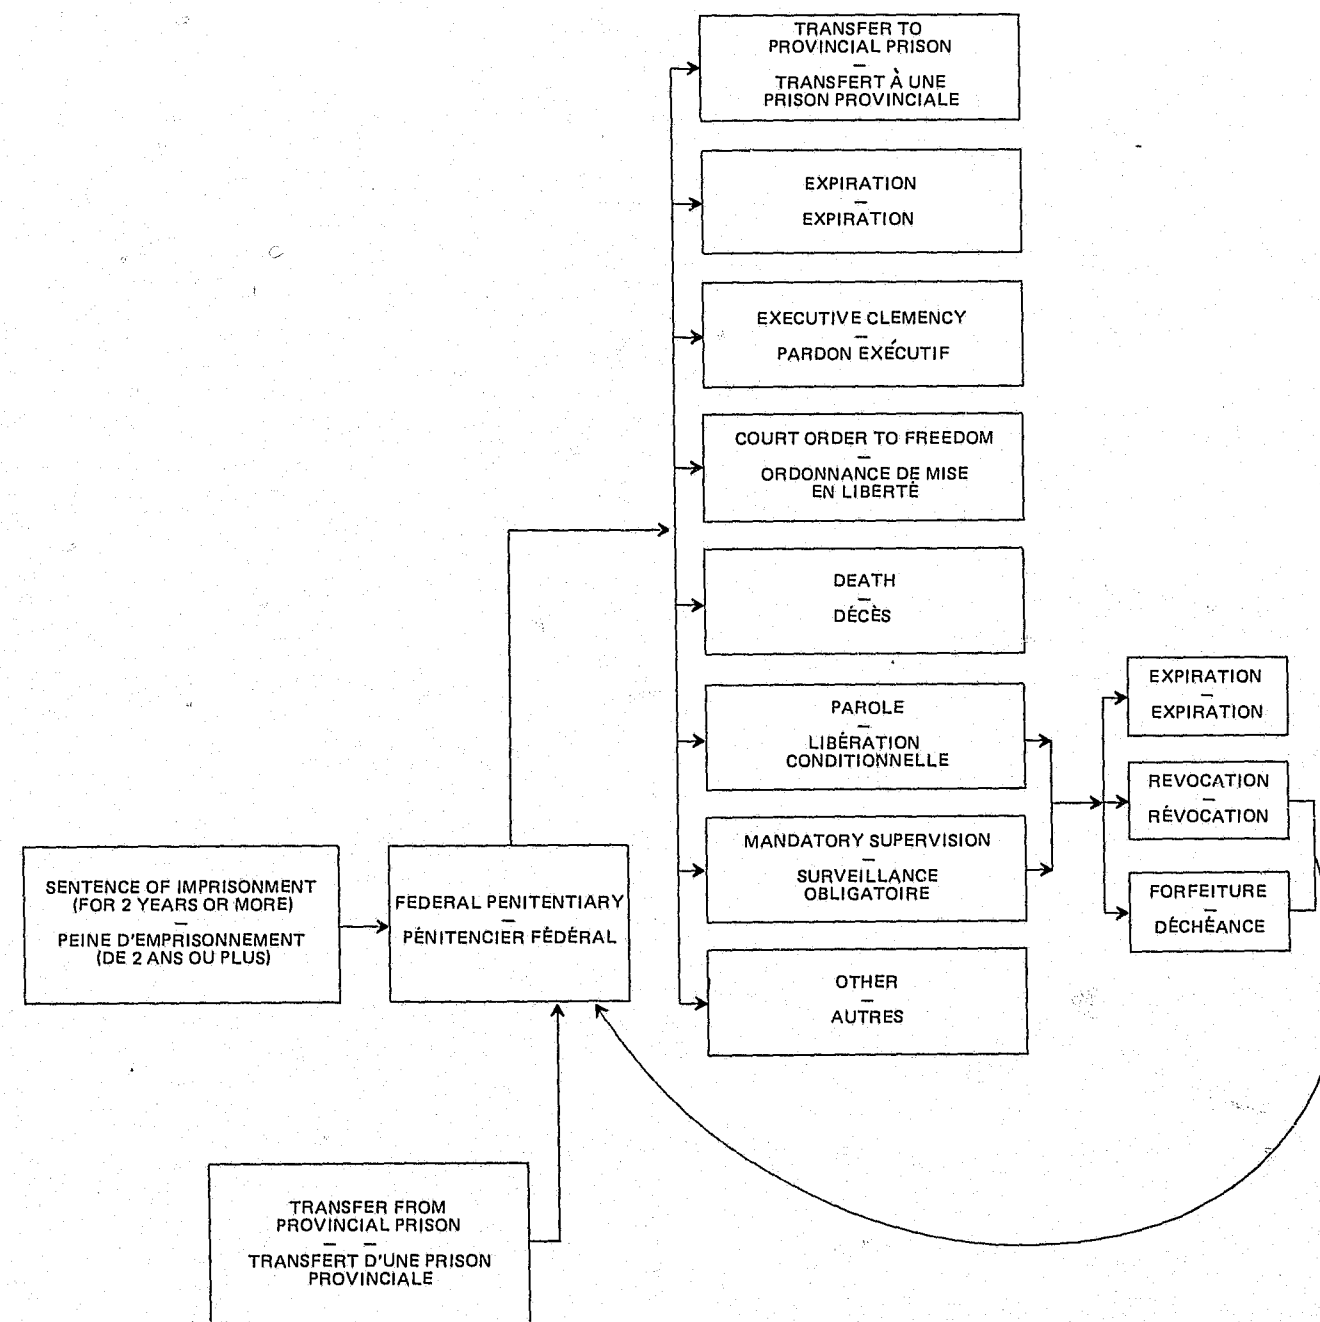 TRANSFER TO
PROVINCIAL PRISON
—
TRANSFERT À UNE
PRISON PROVINCIALE
EXPIRATION
—
EXPIRATION
EXECUTIVE CLEMENCY
—
PARDON EXÉCUTIF
COURT ORDER TO FREEDOM
—
ORDONNANCE DE MISE
EN LIBERTÉ
DEATH
—
DÉCÈS
PAROLE
—
LIBÉRATION
CONDITIONNELLE
MANDATORY SUPERVISION
—
SURVEILLANCE
OBLIGATOIRE
OTHER
—
AUTRES
EXPIRATION
—
EXPIRATION
REVOCATION
—
RÉVOCATION
FORFEITURE
—
DÉCHÉANCE
SENTENCE OF IMPRISONMENT
(FOR 2 YEARS OR MORE)
—
PEINE D'EMPRISONNEMENT
(DE 2 ANS OU PLUS)
FEDERAL PENITENTIARY
—
PÉNITENCIER FÉDÉRAL
TRANSFER FROM
PROVINCIAL PRISON
— —
TRANSFERT D'UNE PRISON
PROVINCIALE